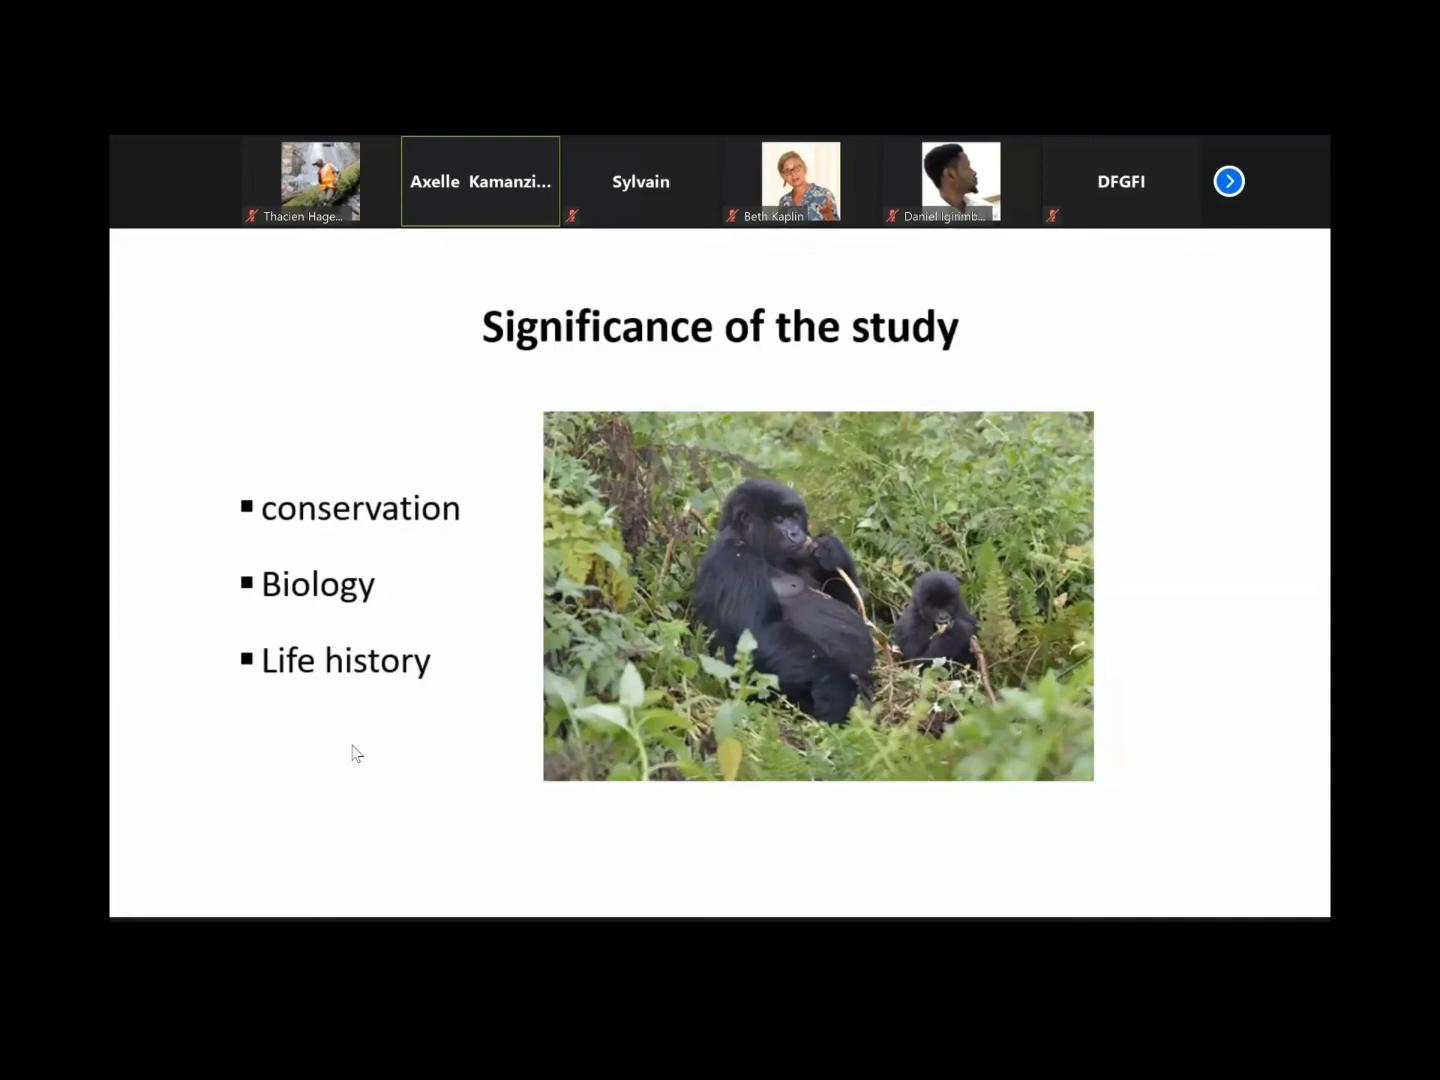 Axelle Kamanzi...
Sylvain
DFGFI
Thacien Hage...
Beth Kaplin
Daniel Igirimb...
Significance of the study
conservation
Biology
Life history